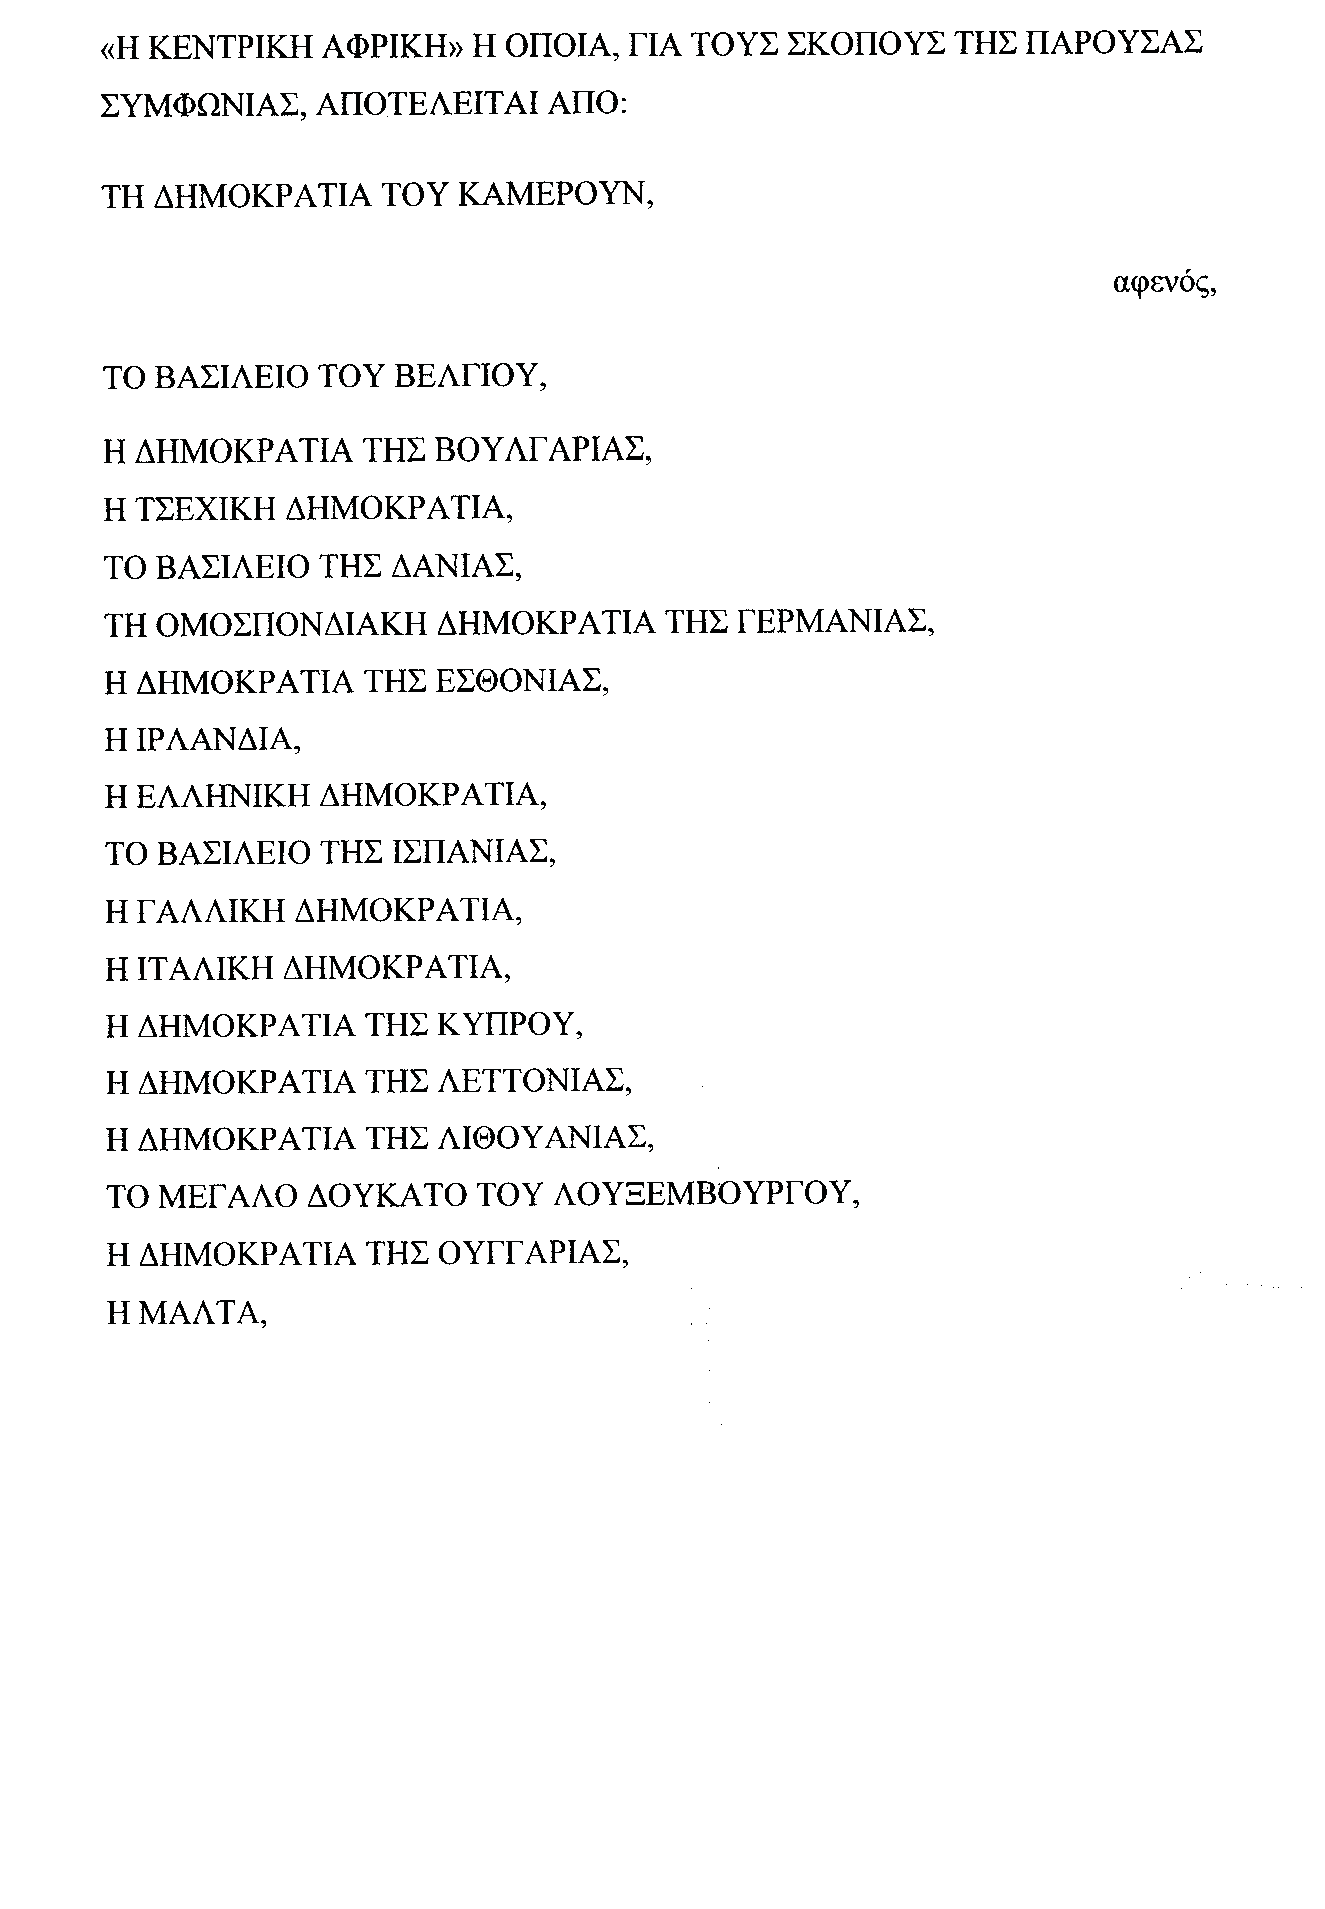 «Η ΚΕΝΤΡΙΚΗ ΑΦΡΙΚΗ» Η ΟΠΟΙΑ, ΓΙΑ ΤΟΥΣ ΣΚΟΠΟΥΣ ΤΗΣ ΠΑΡΟΥΣΑΣ
ΣΥΜΦΩΝΙΑΣ, ΑΠΟΤΕΛΕΙΤΑΙ ΑΠΟ:
ΤΗ ΔΗΜΟΚΡΑΤΙΑ ΤΟΥ ΚΑΜΕΡΟΥΝ,
αφενός,
ΤΟ ΒΑΣΙΛΕΙΟ ΤΟΥ ΒΕΛΓΙΟΥ,
Η ΔΗΜΟΚΡΑΤΙΑ ΤΗΣ ΒΟΥΛΓΑΡΙΑΣ,
Η ΤΣΕΧΙΚΗ ΔΗΜΟΚΡΑΤΙΑ,
ΤΟ ΒΑΣΙΛΕΙΟ ΤΗΣ ΔΑΝΙΑΣ,
ΤΗ ΟΜΟΣΠΟΝΔΙΑΚΗ ΔΗΜΟΚΡΑΤΙΑ ΤΗΣ ΓΕΡΜΑΝΙΑΣ,
Η ΔΗΜΟΚΡΑΤΙΑ ΤΗΣ ΕΣΘΟΝΙΑΣ,
Η ΙΡΛΑΝΔΙΑ,
Η ΕΛΛΗΝΙΚΗ ΔΗΜΟΚΡΑΤΙΑ,
ΤΟ ΒΑΣΙΛΕΙΟ ΤΗΣ ΙΣΠΑΝΙΑΣ,
Η ΓΑΛΛΙΚΗ ΔΗΜΟΚΡΑΤΙΑ,
Η ΙΤΑΛΙΚΗ ΔΗΜΟΚΡΑΤΙΑ,
Η ΔΗΜΟΚΡΑΤΙΑ ΤΗΣ ΚΥΠΡΟΥ,
Η ΔΗΜΟΚΡΑΤΙΑ ΤΗΣ ΛΕΤΤΟΝΙΑΣ,
Η ΔΗΜΟΚΡΑΤΙΑ ΤΗΣ ΛΙΘΟΥΑΝΙΑΣ,
ΤΟ ΜΕΓΑΛΟ ΔΟΥΚΑΤΟ ΤΟΥ ΛΟΥΞΕΜΒΟΥΡΓΟΥ,
Η ΔΗΜΟΚΡΑΤΙΑ ΤΗΣ ΟΥΓΓΑΡΙΑΣ,
Η ΜΑΛΤΑ,